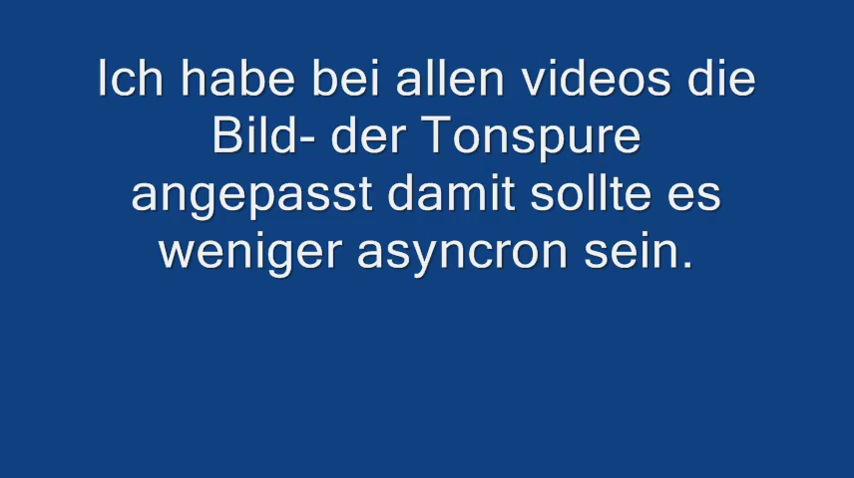 Ich habe bei allen videos die
Bild- der Tonspure
angepasst damit sollte es
weniger asyncron sein.